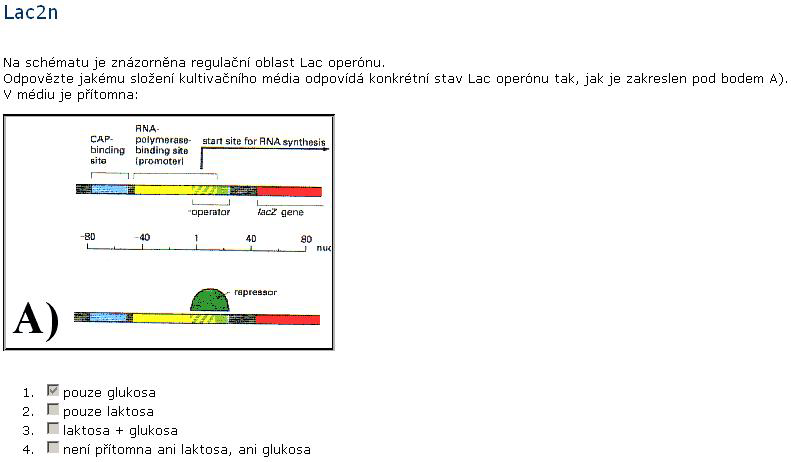 Lac2n
Na schématu je znázorněna regulační oblast Lac operónu.
Odpovězte jakému složení kultivačního média odpovídá konkrétní stav Lac operónu tak, jak je zakreslen pod bodem A).
V médiu je přítomna:
CAP-
binding
site
RNA-
polymerase-
binding site
(promoter)
start site for RNA synthesis
operator
lacZ gene
-80 -40 1 40 80
nuc
repressor
A)
1. pouze glukosa
2. pouze laktosa
3. laktosa + glukosa
4. není přítomna ani laktosa, ani glukosa